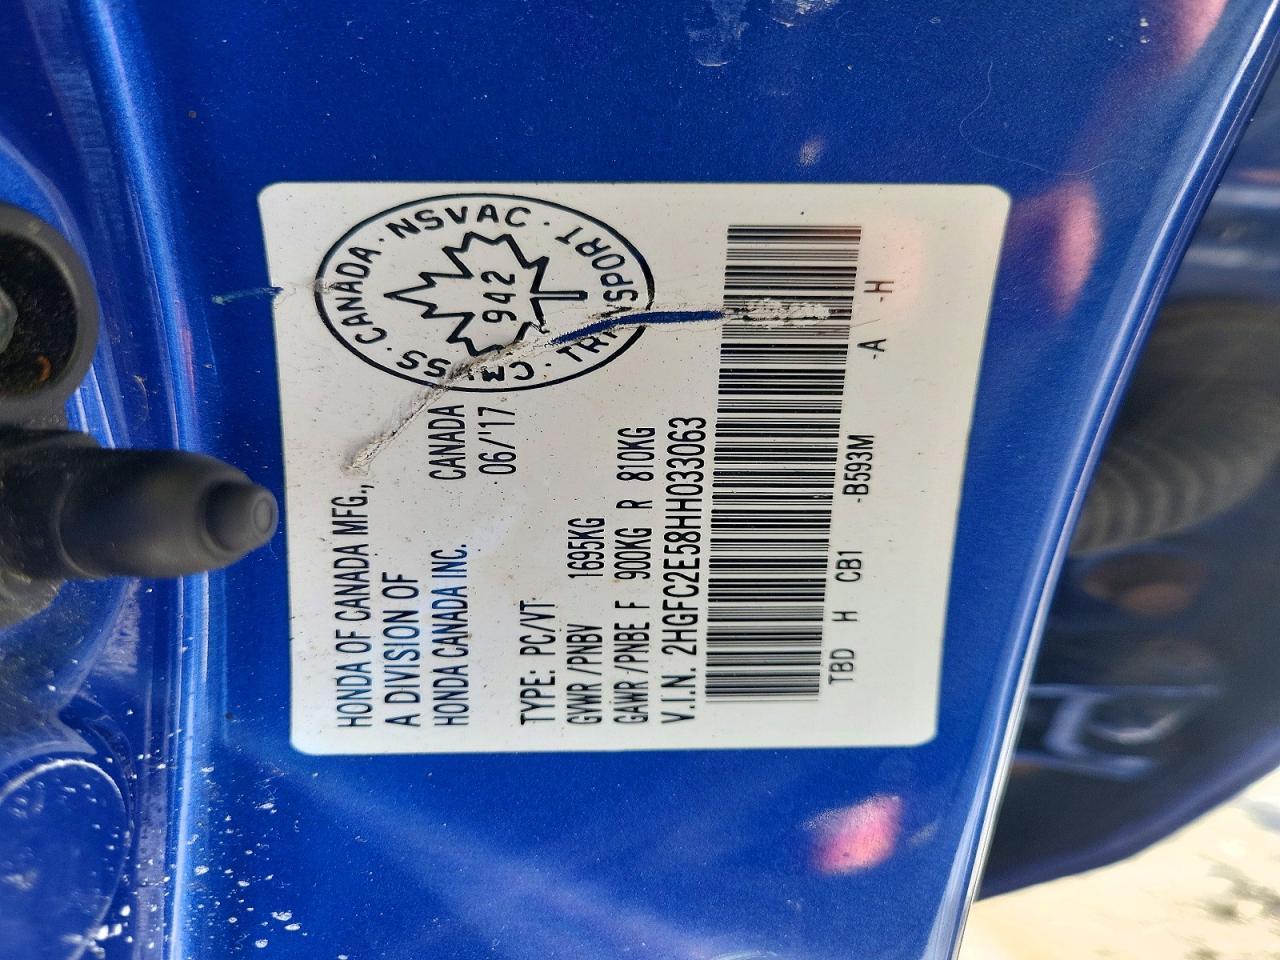 HONDA OF CANADA MFG.,
A DIVISION OF
HONDA CANADA INC. CANADA
06/'17
TYPE: PC/VT
GVWR/PNBV 1695KG
GAWR/PNBE F 900KG R 810KG
V.I.N. 2HGFC2E58HH033063
TBD H CB1 -B593M -A -H
CANADA · NSVAC · TRANSPORT ·
942